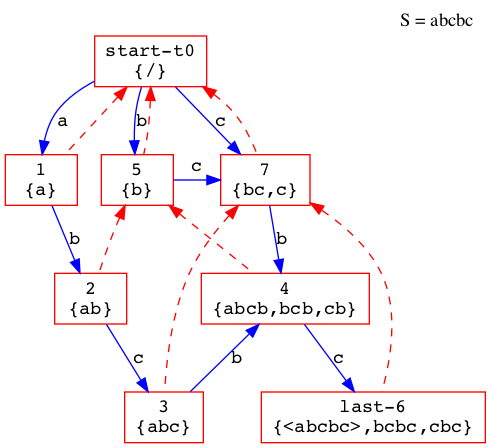 S = abcbc
start-t0
{/}
a
b
c
1
{a}
5
{b}
c
7
{bc,c}
b
b
2
{ab}
4
{abcb,bcb,cb}
c
b
c
3
{abc}
last-6
{<abcbc>,bcbc,cbc}